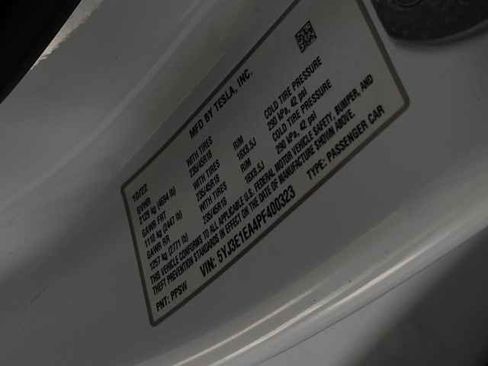 MFD BY TESLA, INC.
10/22
GVWR
2129 kg (4694 lb) WITH TIRES RIM COLD TIRE PRESSURE
GAWR FRT 235/45R18 18X8.5J 290 kPa, 42 psi
1110 kg (2447 lb) WITH TIRES RIM COLD TIRE PRESSURE
GAWR RR 235/45R18 18X8.5J 290 kPa, 42 psi
1257 kg (2771 lb)
THIS VEHICLE CONFORMS TO ALL APPLICABLE U.S. FEDERAL MOTOR VEHICLE SAFETY, BUMPER, AND
THEFT PREVENTION STANDARDS IN EFFECT ON THE DATE OF MANUFACTURE SHOWN ABOVE.
VIN: 5YJ3E1EA4PF400323 TYPE: PASSENGER CAR
PNT: PPSW